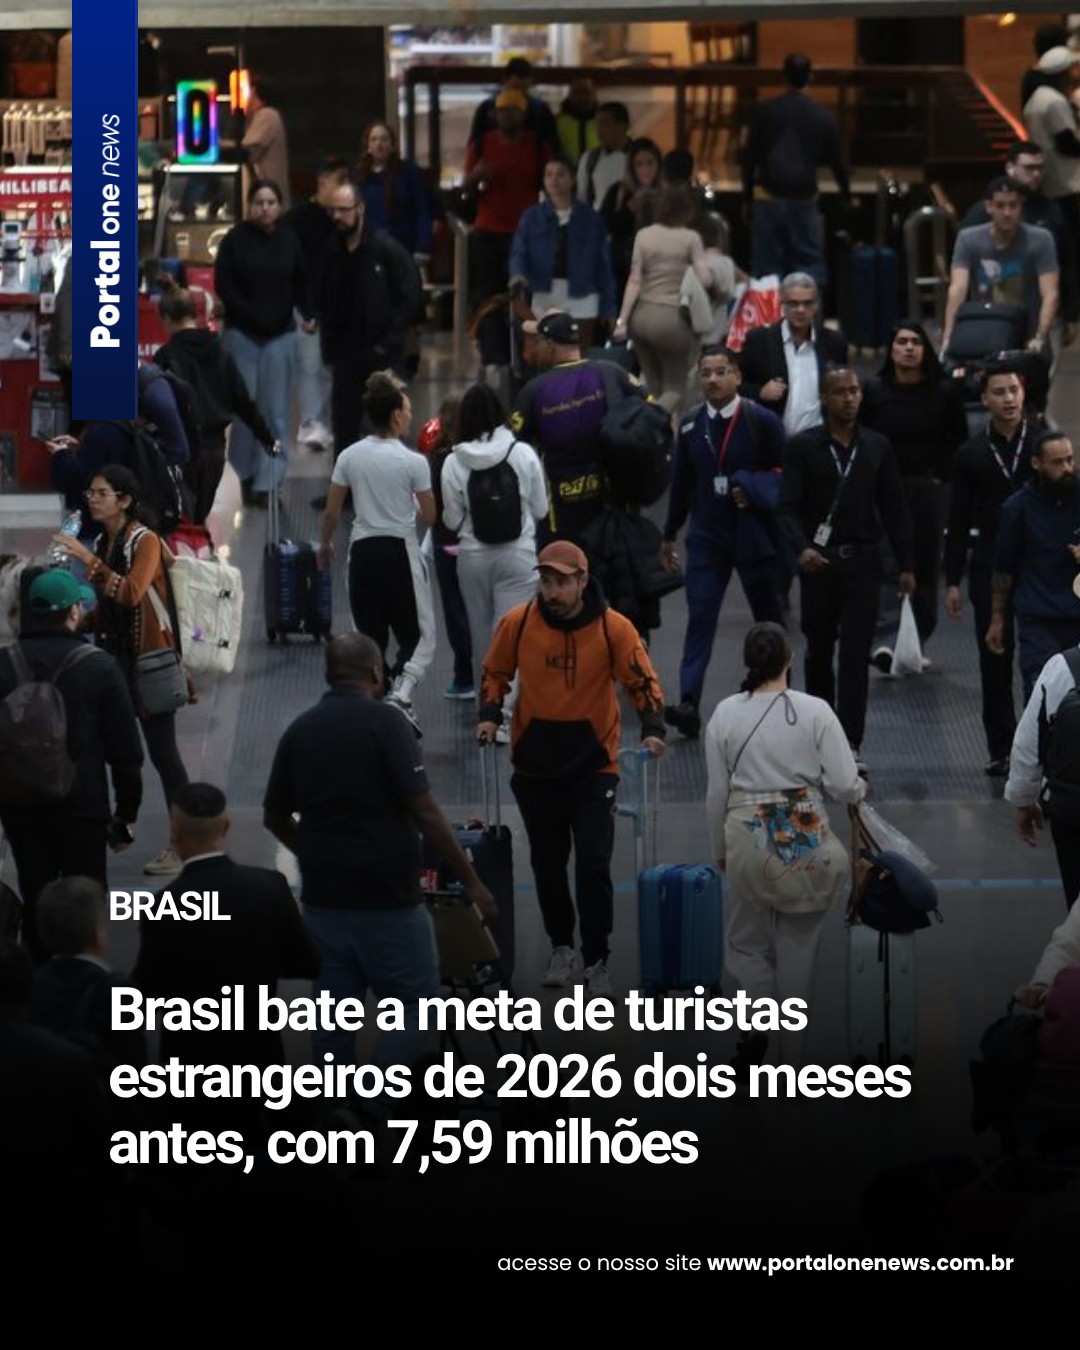 Portal one news
BRASIL
Brasil bate a meta de turistas
estrangeiros de 2026 dois meses
antes, com 7,59 milhões
acesse o nosso site www.portalonenews.com.br